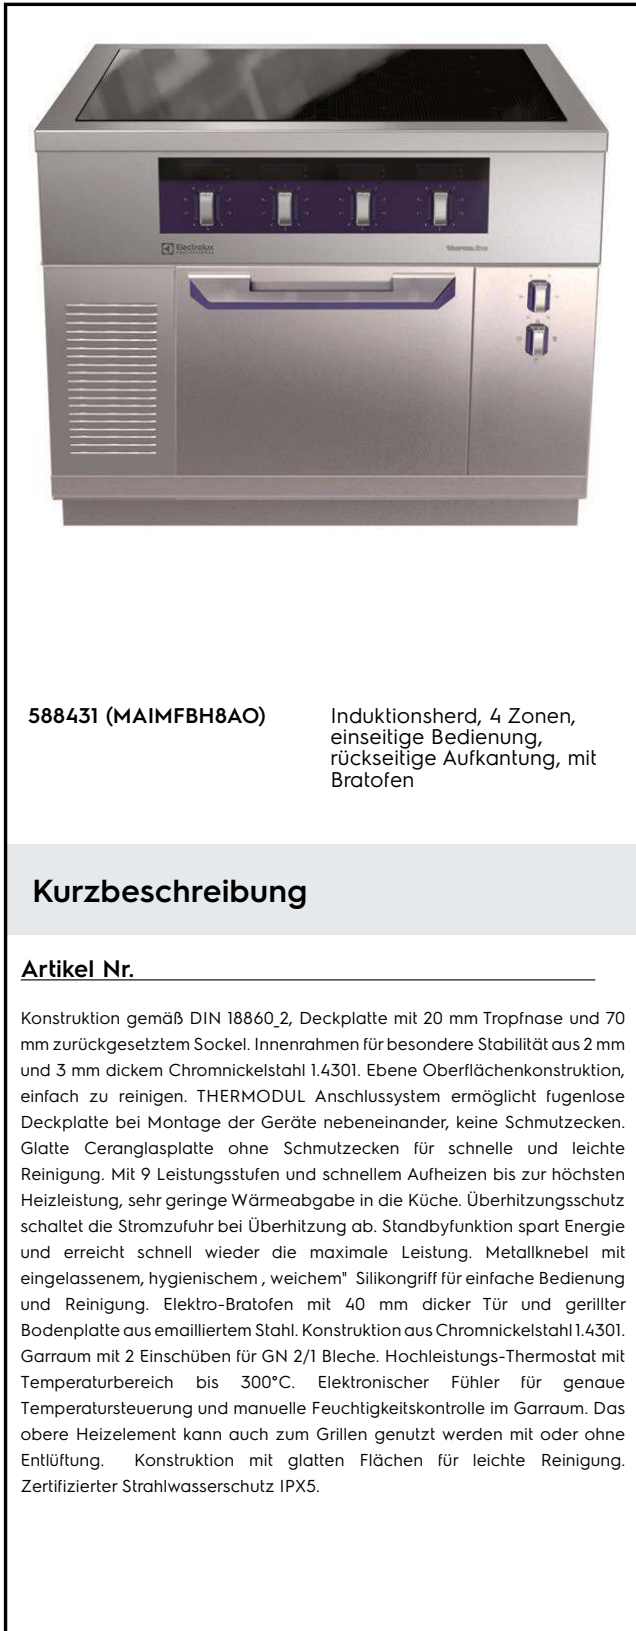 Electrolux
PROFESSIONAL
588431 (MAIMFBH8AO)
Induktionsherd, 4 Zonen,
einseitige Bedienung,
rückseitige Aufkantung, mit
Bratofen
Kurzbeschreibung
Artikel Nr.
Konstruktion gemäß DIN 18860_2, Deckplatte mit 20 mm Tropfnase und 70
mm zurückgesetztem Sockel. Innenrahmen für besondere Stabilität aus 2 mm
und 3 mm dickem Chromnickelstahl 1.4301. Ebene Oberflächenkonstruktion,
einfach zu reinigen. THERMODUL Anschlussystem ermöglicht fugenlose
Deckplatte bei Montage der Geräte nebeneinander, keine Schmutzecken.
Glatte Ceranglasplatte ohne Schmutzecken für schnelle und leichte
Reinigung. Mit 9 Leistungsstufen und schnellem Aufheizen bis zur höchsten
Heizleistung, sehr geringe Wärmeabgabe in die Küche. Überhitzungsschutz
schaltet die Stromzufuhr bei Überhitzung ab. Standbyfunktion spart Energie
und erreicht schnell wieder die maximale Leistung. Metallknebel mit
eingelassenem, hygienischem , weichem" Silikongriff für einfache Bedienung
und Reinigung. Elektro-Bratofen mit 40 mm dicker Tür und gerillter
Bodenplatte aus emailliertem Stahl. Konstruktion aus Chromnickelstahl 1.4301.
Garraum mit 2 Einschüben für GN 2/1 Bleche. Hochleistungs-Thermostat mit
Temperaturbereich bis 300°C. Elektronischer Fühler für genaue
Temperatursteuerung und manuelle Feuchtigkeitskontrolle im Garraum. Das
obere Heizelement kann auch zum Grillen genutzt werden mit oder ohne
Entlüftung. Konstruktion mit glatten Flächen für leichte Reinigung.
Zertifizierter Strahlwasserschutz IPX5.